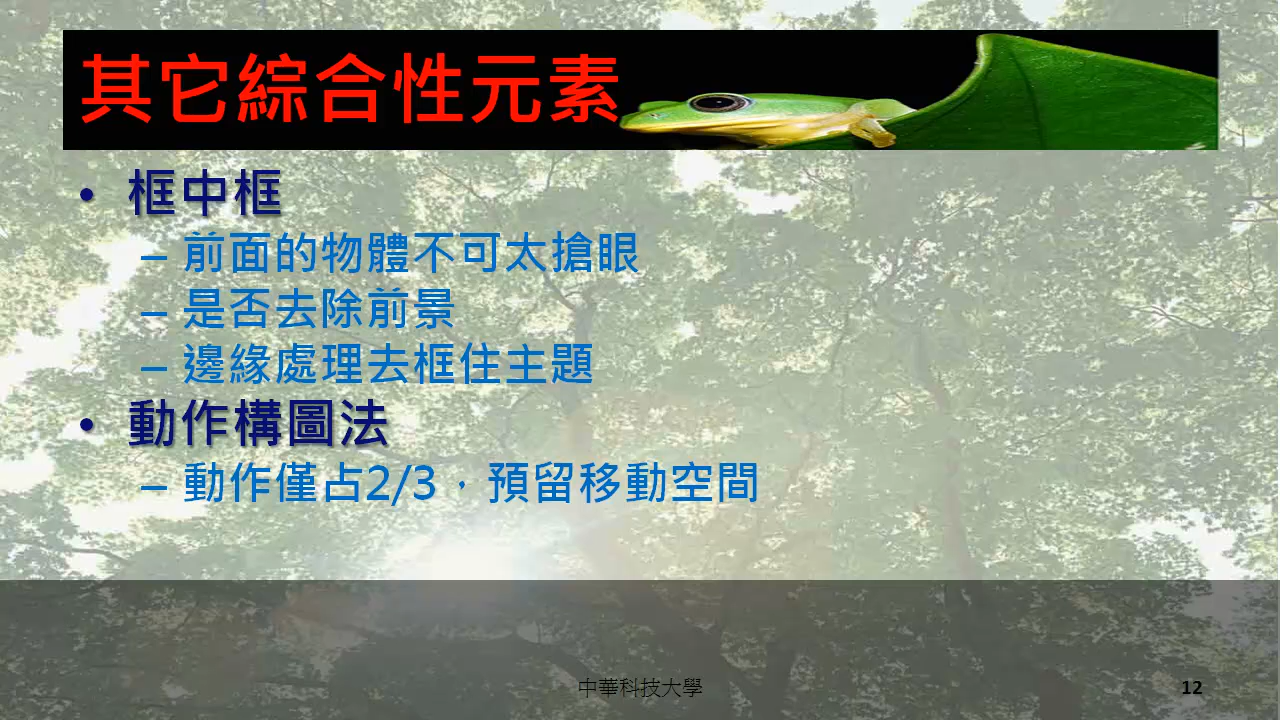 其它綜合性元素
• 框中框
– 前面的物體不可太搶眼
– 是否去除前景
– 邊緣處理去框住主題
• 動作構圖法
– 動作僅占2/3，預留移動空間
中華科技大學
12